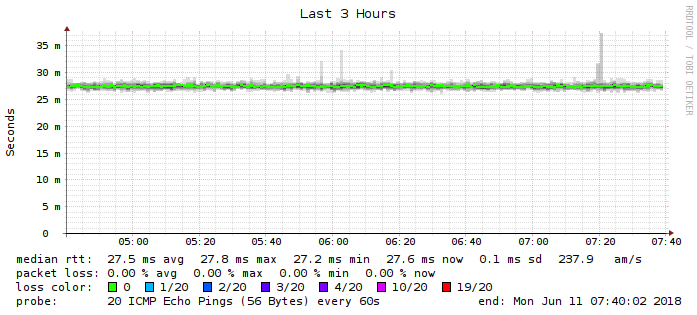 Last 3 Hours
RRDTOOL / TOBI OETIKER
Seconds
35 m
30 m
25 m
20 m
15 m
10 m
5 m
0
05:00 05:20 05:40 06:00 06:20 06:40 07:00 07:20 07:40
median rtt: 27.5 ms avg 27.8 ms max 27.2 ms min 27.6 ms now 0.1 ms sd 237.9 am/s
packet loss: 0.00 % avg 0.00 % max 0.00 % min 0.00 % now
loss color: 0 1/20 2/20 3/20 4/20 10/20 19/20
probe: 20 ICMP Echo Pings (56 Bytes) every 60s end: Mon Jun 11 07:40:02 2018